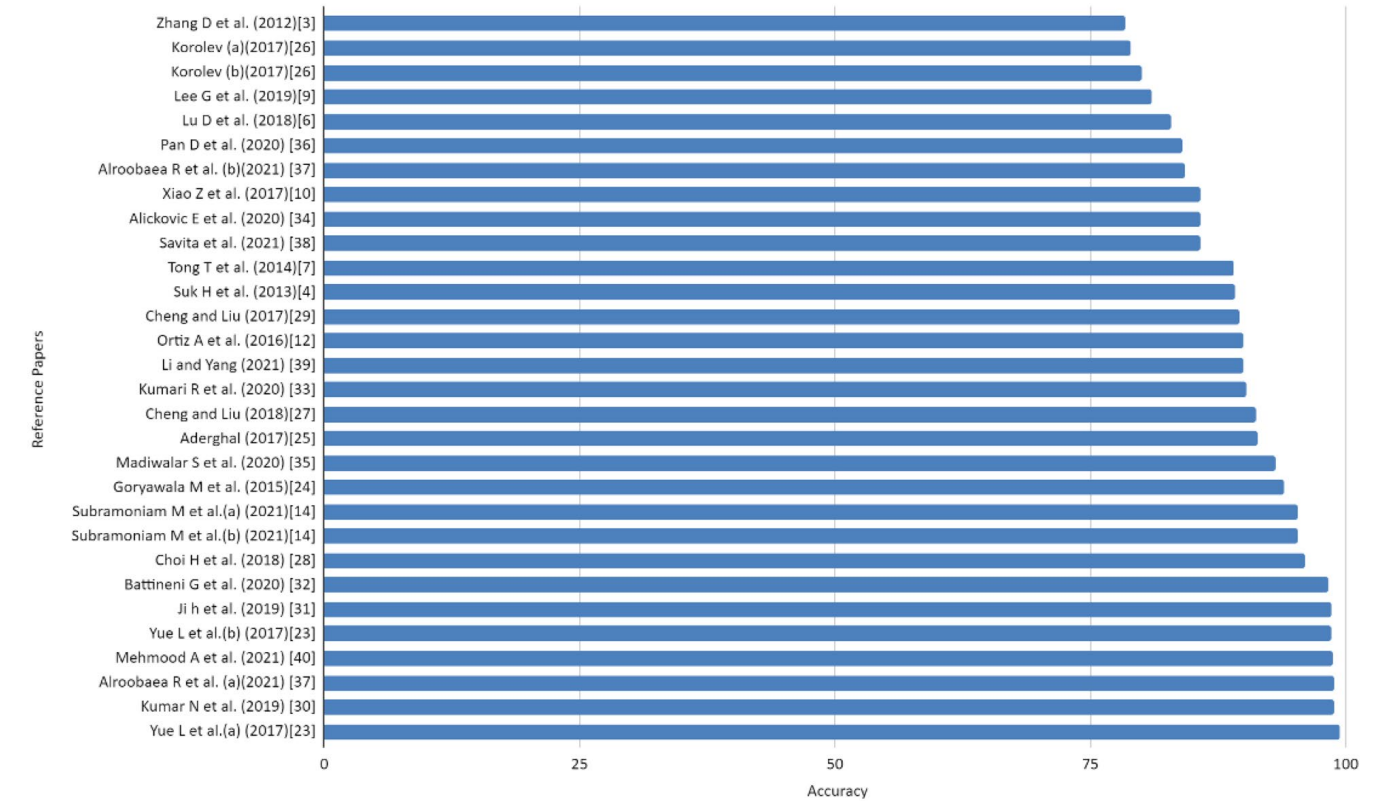 Zhang D et al. (2012)[3]
Korolev (a)(2017)[26]
Korolev (b)(2017)[26]
Lee G et al. (2019)[9]
Lu D et al. (2018)[6]
Pan D et al. (2020) [36]
Alroobaea R et al. (b)(2021) [37]
Xiao Z et al. (2017)[10]
Alickovic E et al. (2020) [34]
Savita et al. (2021) [38]
Tong T et al. (2014)[7]
Suk H et al. (2013)[4]
Cheng and Liu (2017)[29]
Ortiz A et al. (2016)[12]
Li and Yang (2021) [39]
Kumari R et al. (2020) [33]
Cheng and Liu (2018)[27]
Aderghal (2017)[25]
Madiwalar S et al. (2020) [35]
Goryawala M et al. (2015)[24]
Subramoniam M et al.(a) (2021)[14]
Subramoniam M et al.(b) (2021)[14]
Choi H et al. (2018) [28]
Battineni G et al. (2020) [32]
Ji h et al. (2019) [31]
Yue L et al.(b) (2017)[23]
Mehmood A et al. (2021) [40]
Alroobaea R et al. (a)(2021) [37]
Kumar N et al. (2019) [30]
Yue L et al.(a) (2017)[23]
Reference Papers
0 25 50 75 100
Accuracy